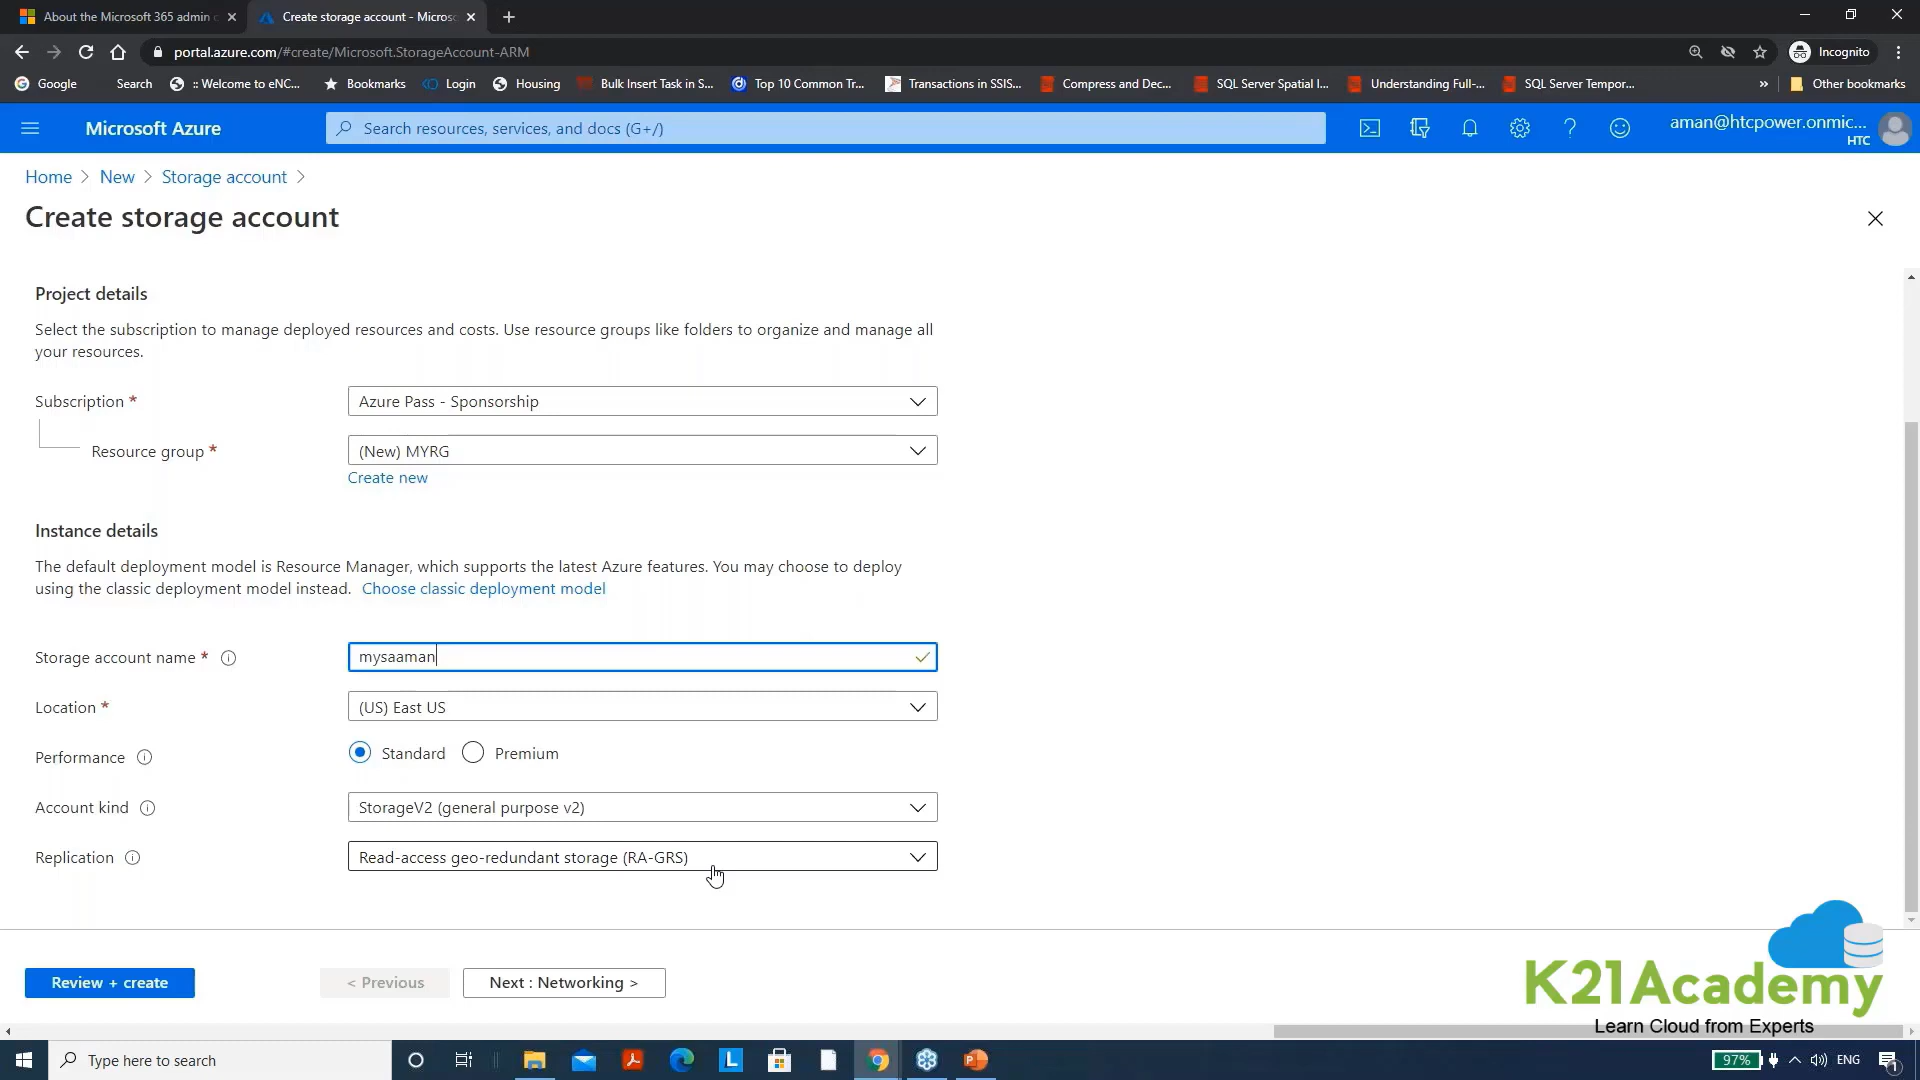 About the Microsoft 365 admin c
Create storage account - Microso
portal.azure.com/#create/Microsoft.StorageAccount-ARM
Incognito
Google
Search
:: Welcome to eNC...
Bookmarks
Login
Housing
Bulk Insert Task in S...
Top 10 Common Tr...
Transactions in SSIS...
Compress and Dec...
SQL Server Spatial I...
Understanding Full-...
SQL Server Tempor...
»
Other bookmarks
Microsoft Azure
Search resources, services, and docs (G+/)
aman@htcpower.onmic...
HTC
Home > New > Storage account >
Create storage account
Project details
Select the subscription to manage deployed resources and costs. Use resource groups like folders to organize and manage all
your resources.
Subscription *
Azure Pass - Sponsorship
Resource group *
(New) MYRG
Create new
Instance details
The default deployment model is Resource Manager, which supports the latest Azure features. You may choose to deploy
using the classic deployment model instead. Choose classic deployment model
Storage account name *
mysaaman
Location *
(US) East US
Performance
Standard
Premium
Account kind
StorageV2 (general purpose v2)
Replication
Read-access geo-redundant storage (RA-GRS)
Review + create
< Previous
Next : Networking >
K21Academy
Learn Cloud from Experts
Type here to search
L
97%
ENG
1